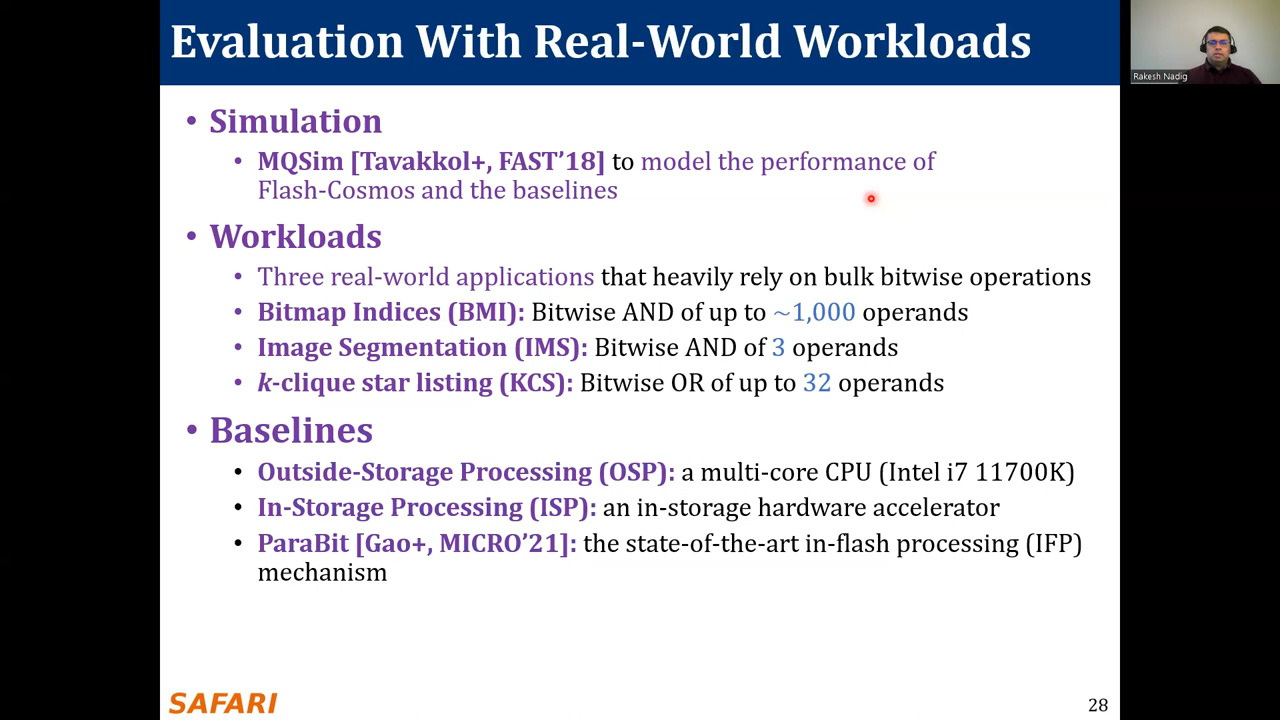 Evaluation With Real-World Workloads
Rakesh Nadig
• Simulation
• MQSim [Tavakkol+, FAST’18] to model the performance of
Flash-Cosmos and the baselines
• Workloads
• Three real-world applications that heavily rely on bulk bitwise operations
• Bitmap Indices (BMI): Bitwise AND of up to ~1,000 operands
• Image Segmentation (IMS): Bitwise AND of 3 operands
• k-clique star listing (KCS): Bitwise OR of up to 32 operands
• Baselines
• Outside-Storage Processing (OSP): a multi-core CPU (Intel i7 11700K)
• In-Storage Processing (ISP): an in-storage hardware accelerator
• ParaBit [Gao+, MICRO’21]: the state-of-the-art in-flash processing (IFP)
mechanism
SAFARI
28